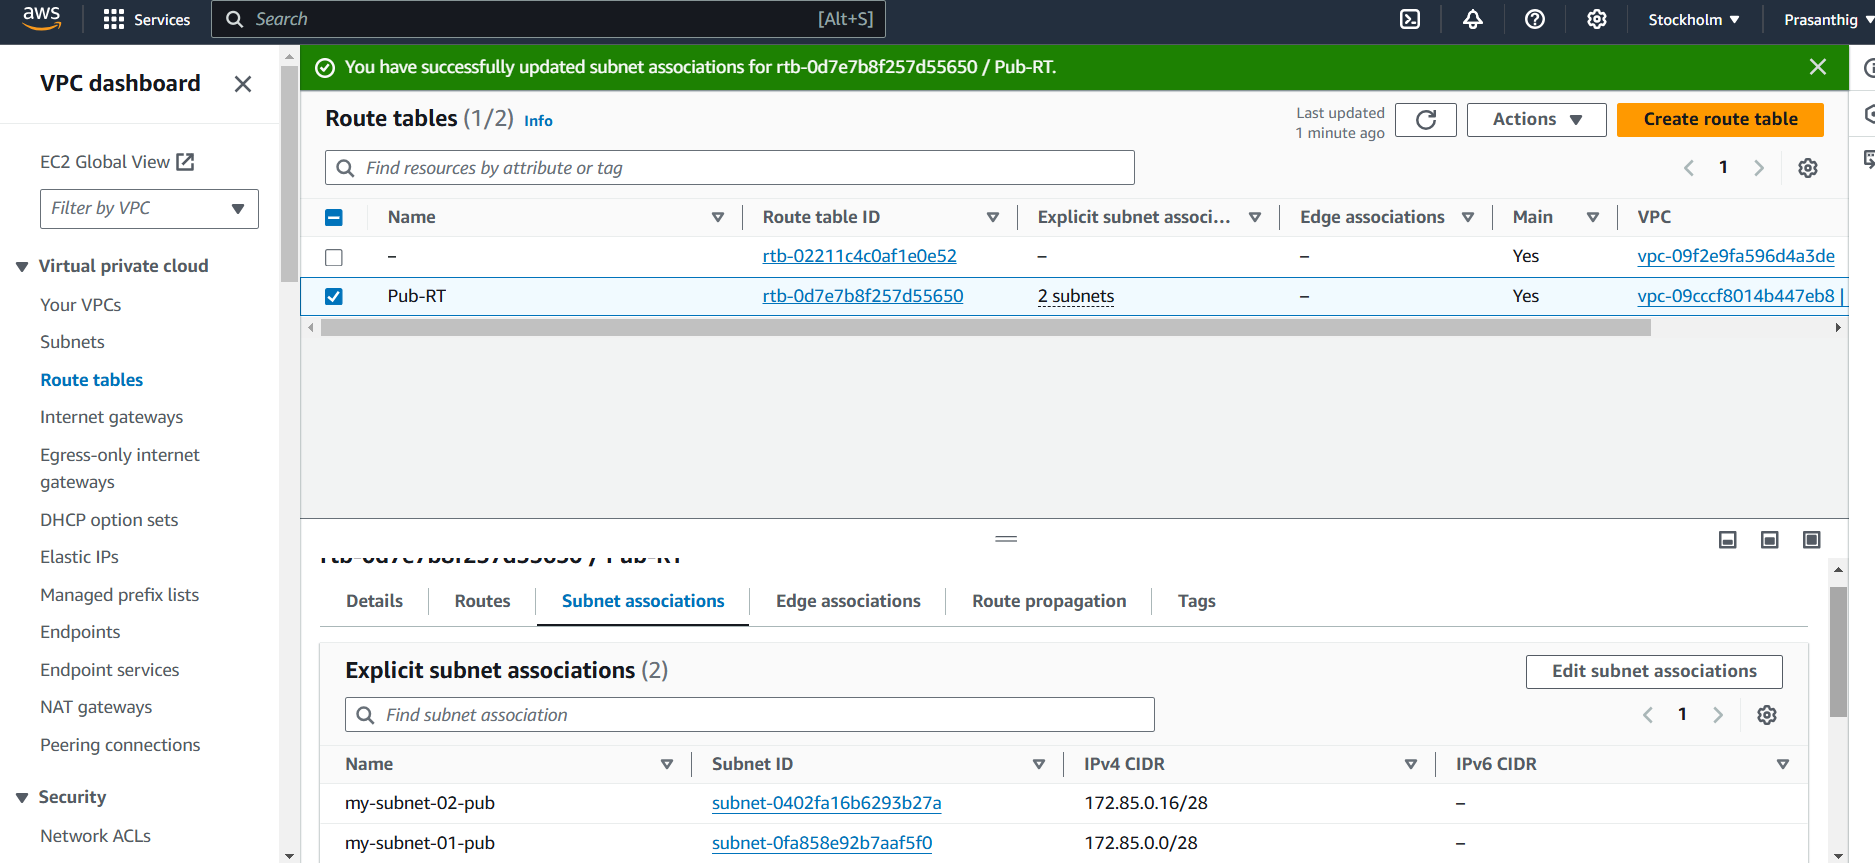 aws
Services
Search
[Alt+S]
Stockholm
Prasanthig
VPC dashboard
EC2 Global View
Filter by VPC
Virtual private cloud
Your VPCs
Subnets
Route tables
Internet gateways
Egress-only internet
gateways
DHCP option sets
Elastic IPs
Managed prefix lists
Endpoints
Endpoint services
NAT gateways
Peering connections
Security
Network ACLs
You have successfully updated subnet associations for rtb-0d7e7b8f257d55650 / Pub-RT.
Route tables (1/2) Info
Last updated
1 minute ago
Actions
Create route table
Find resources by attribute or tag
1
Name Route table ID Explicit subnet associ... Edge associations Main VPC
– rtb-02211c4c0af1e0e52 – – Yes vpc-09f2e9fa596d4a3de
Pub-RT rtb-0d7e7b8f257d55650 2 subnets – Yes vpc-09cccf8014b447eb8 |
rtb-0d7e7b8f257d55650 / Pub-RT
Details Routes Subnet associations Edge associations Route propagation Tags
Explicit subnet associations (2)
Edit subnet associations
Find subnet association
1
Name Subnet ID IPv4 CIDR IPv6 CIDR
my-subnet-02-pub subnet-0402fa16b6293b27a 172.85.0.16/28 –
my-subnet-01-pub subnet-0fa858e92b7aaf5f0 172.85.0.0/28 –